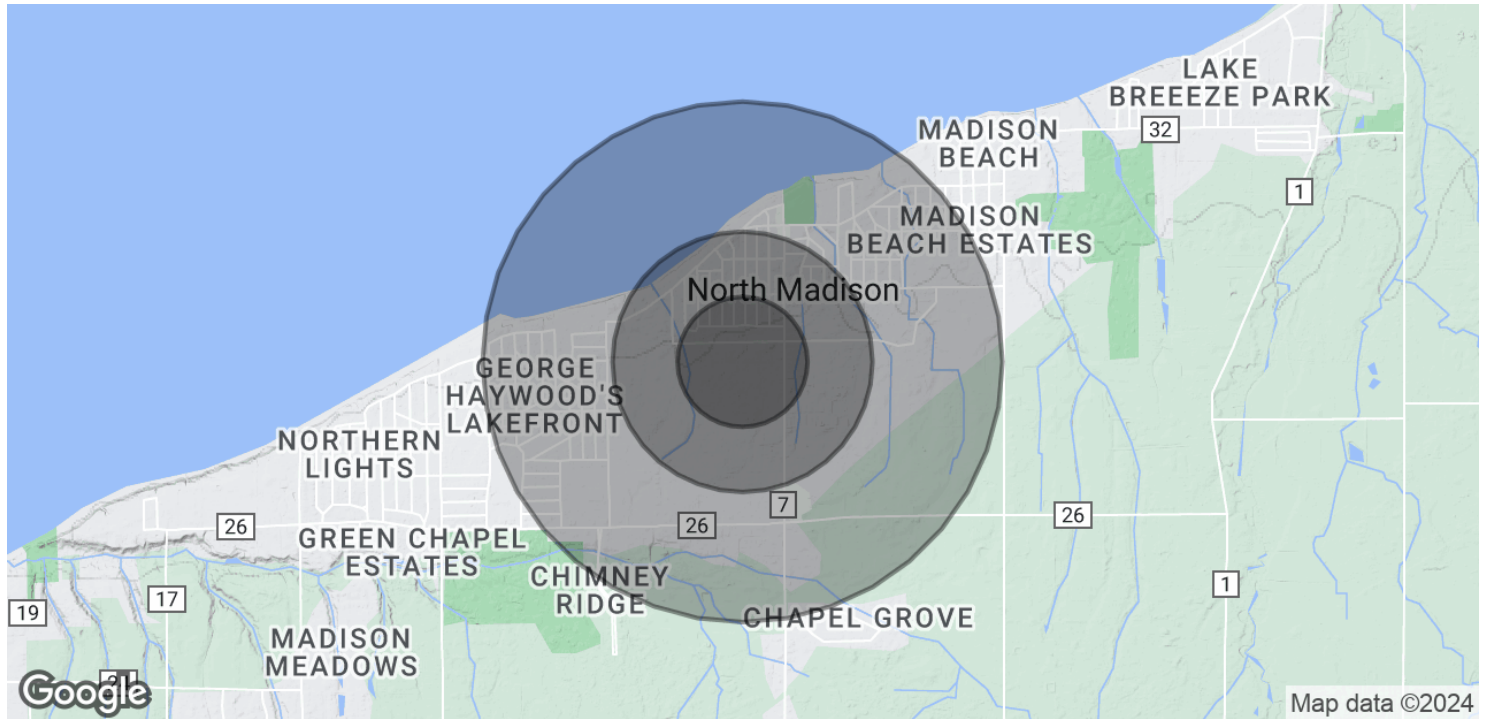 LAKE
BREEEZE PARK
32
MADISON
BEACH
1
MADISON
BEACH ESTATES
North Madison
GEORGE
HAYWOOD'S
LAKEFRONT
NORTHERN
LIGHTS
7
26
26
26
GREEN CHAPEL
ESTATES
CHIMNEY
RIDGE
1
17
19
CHAPEL GROVE
MADISON
MEADOWS
Google
Map data ©2024